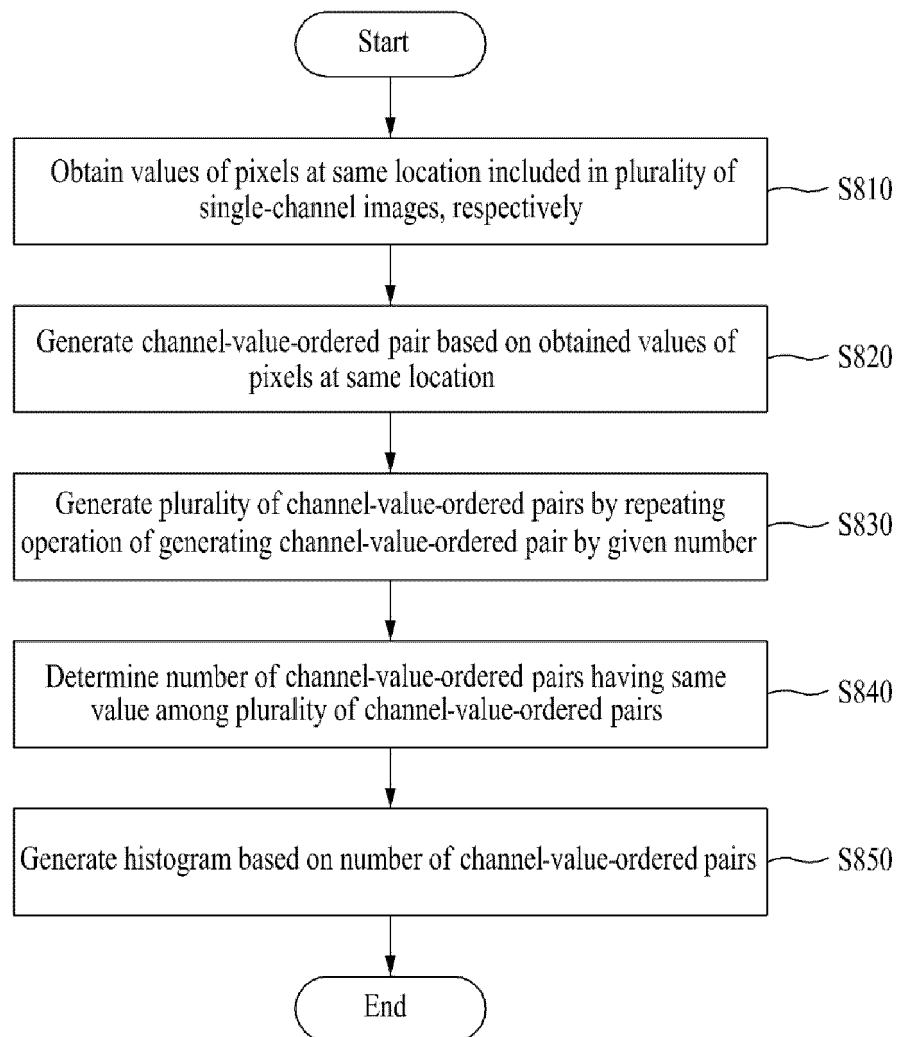 Start
Obtain values of pixels at same location included in plurality of
single-channel images, respectively
S810
Generate channel-value-ordered pair based on obtained values of
pixels at same location
S820
Generate plurality of channel-value-ordered pairs by repeating
operation of generating channel-value-ordered pair by given number
S830
Determine number of channel-value-ordered pairs having same
value among plurality of channel-value-ordered pairs
S840
Generate histogram based on number of channel-value-ordered pairs
S850
End